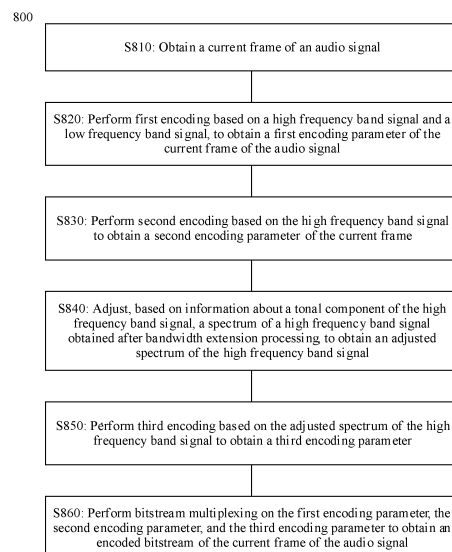 800
S810: Obtain a current frame of an audio signal
S820: Perform first encoding based on a high frequency band signal and a
low frequency band signal, to obtain a first encoding parameter of the
current frame of the audio signal
S830: Perform second encoding based on the high frequency band signal
to obtain a second encoding parameter of the current frame
S840: Adjust, based on information about a tonal component of the high
frequency band signal, a spectrum of a high frequency band signal
obtained after bandwidth extension processing, to obtain an adjusted
spectrum of the high frequency band signal
S850: Perform third encoding based on the adjusted spectrum of the high
frequency band signal to obtain a third encoding parameter
S860: Perform bitstream multiplexing on the first encoding parameter, the
second encoding parameter, and the third encoding parameter to obtain an
encoded bitstream of the current frame of the audio signal